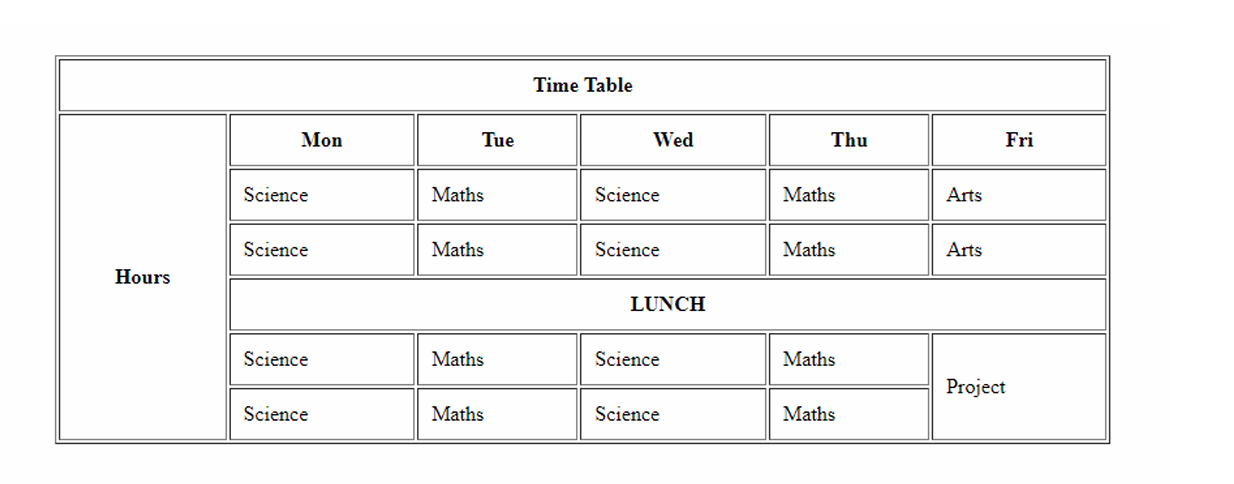 Time Table
Mon Tue Wed Thu Fri
Science Maths Science Maths Arts
Science Maths Science Maths Arts
Hours
LUNCH
Science Maths Science Maths
Project
Science Maths Science Maths